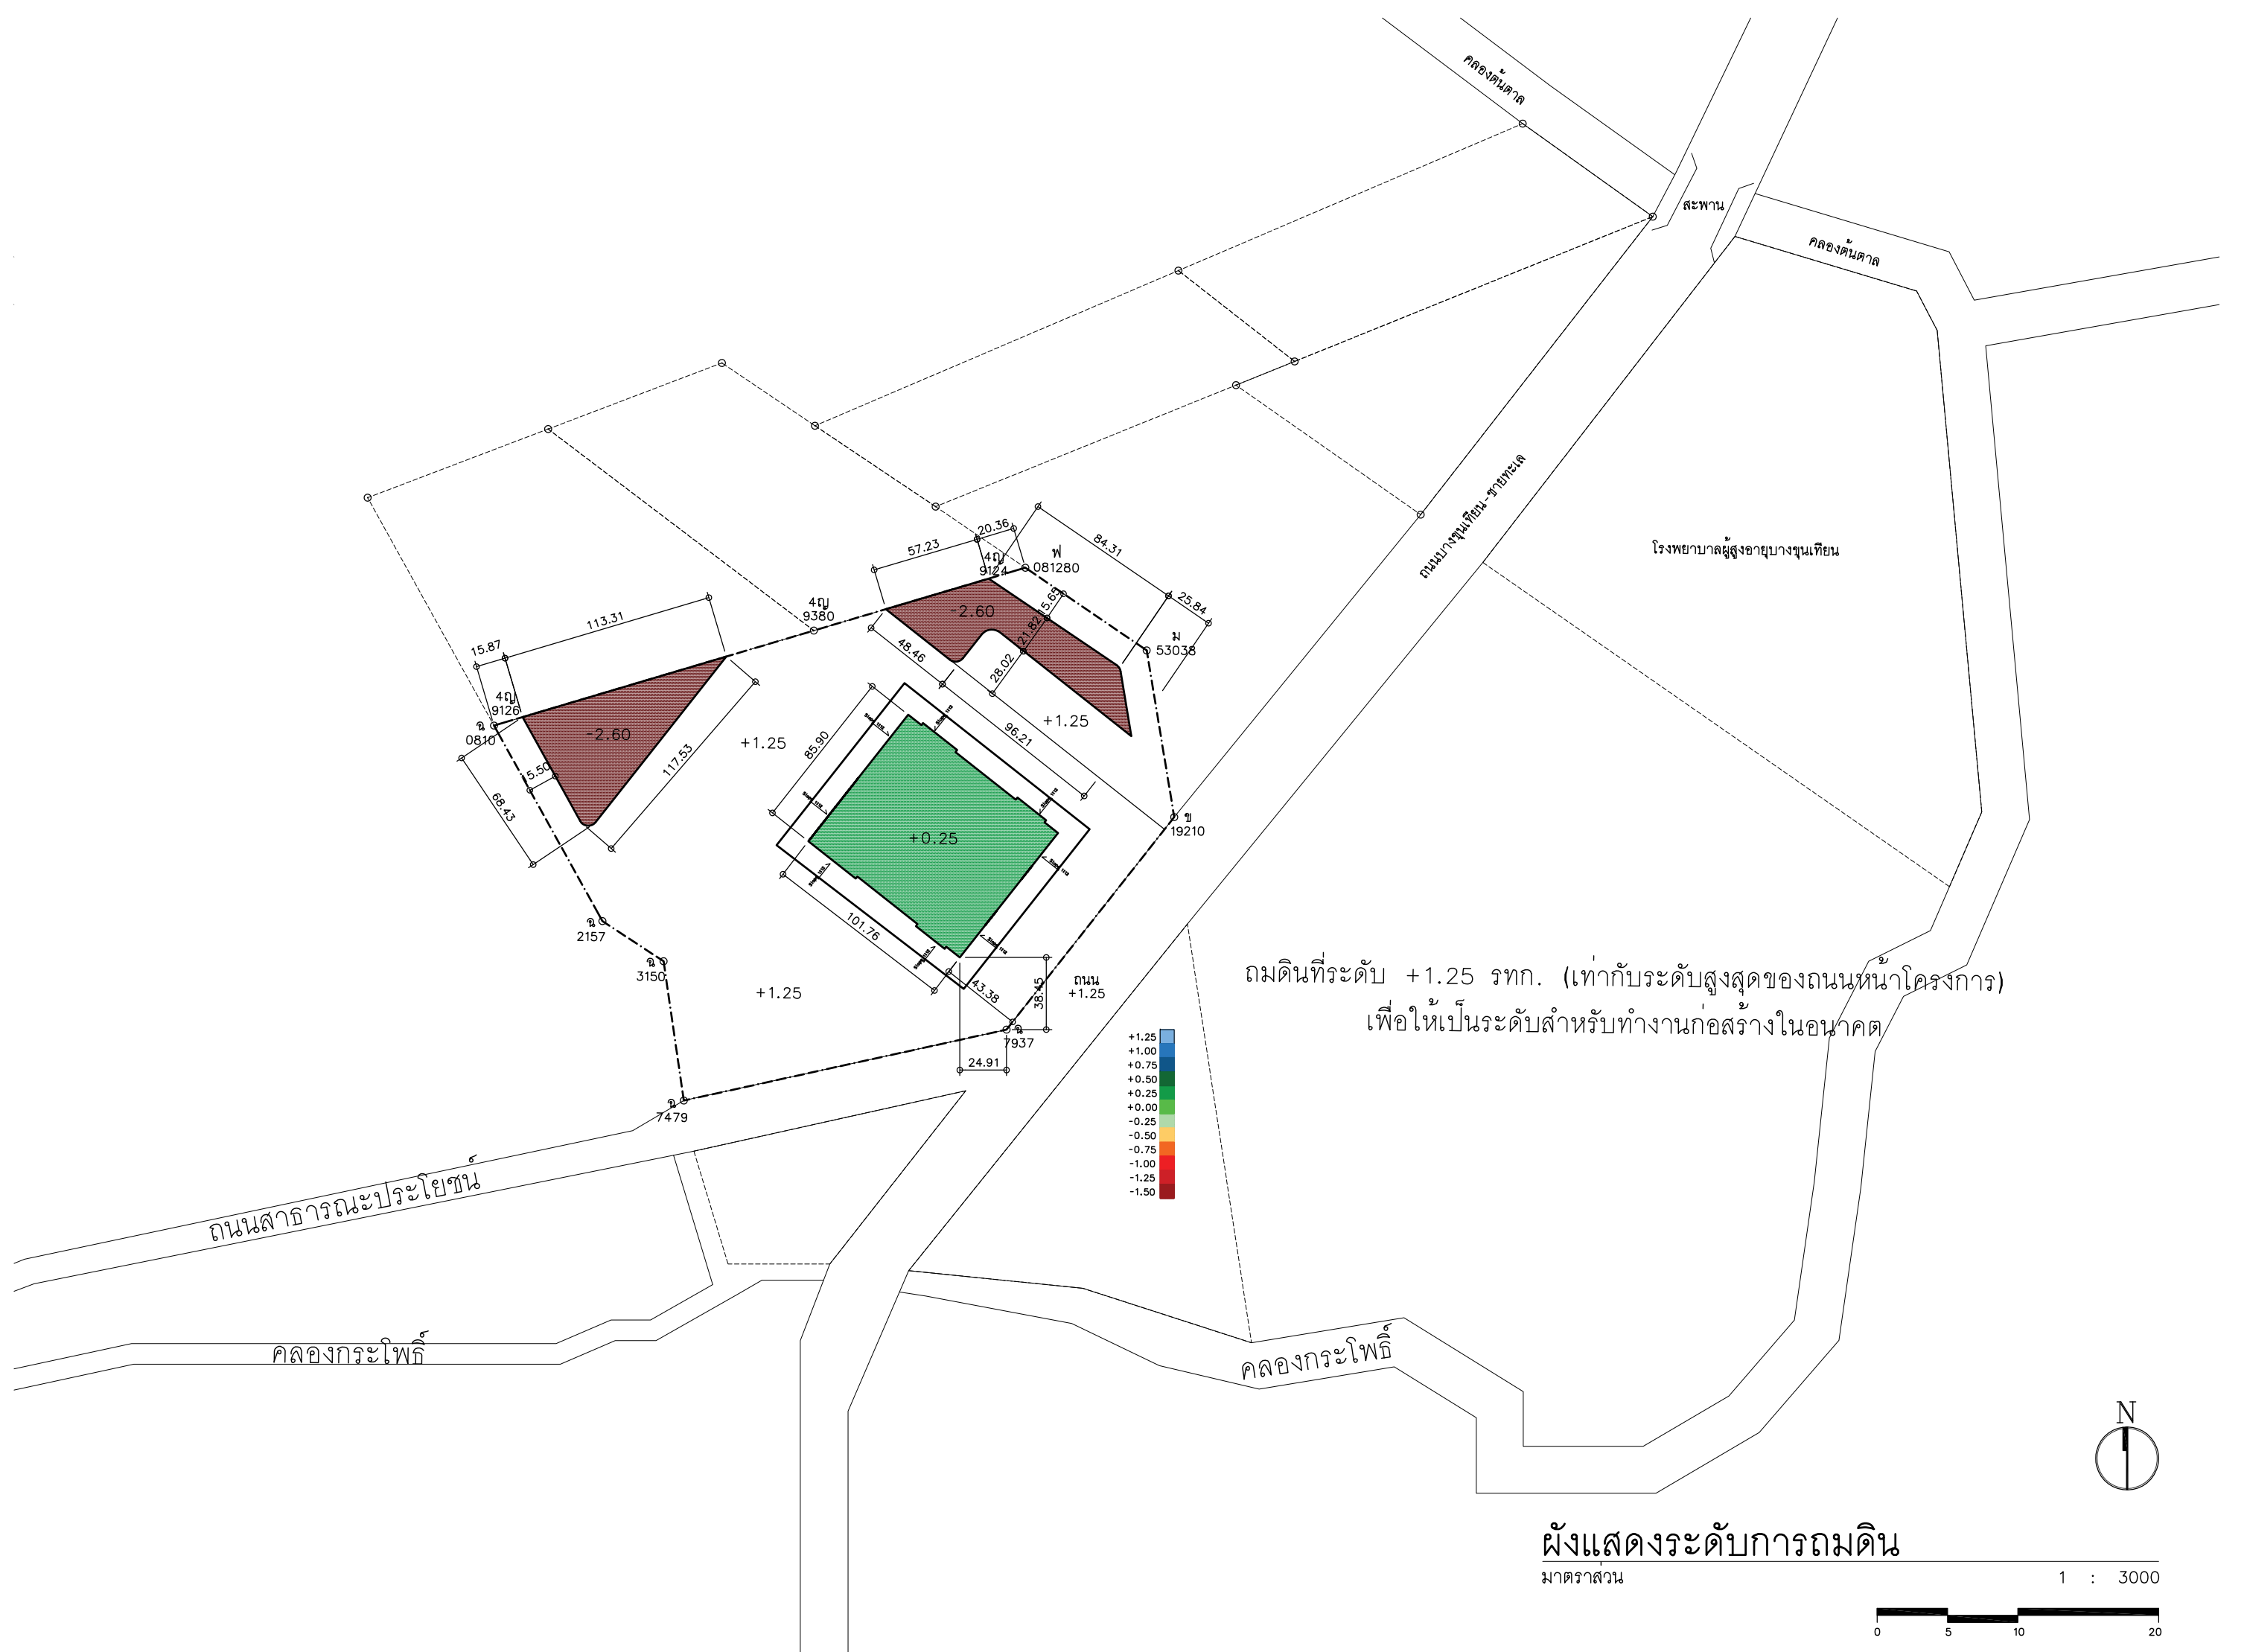 คลองต้นตาล
สะพาน
คลองต้นตาล
ถนนบางขุนเทียน-ชายทะเล
โรงพยาบาลผู้สูงอายุบางขุนเทียน
20.36
57.23
84.31
4ญ
9124
ฟ
081280
25.84
4ญ
9380
-2.60
15.65
21.82
113.31
ม
53038
15.87
48.46
28.02
4ญ
9126
ฉ
0810
-2.60
+1.25
+1.25
96.21
85.90
117.53
5.50
68.43
+0.25
ข
19210
101.76
ฉ
2157
ฉ
3150
+1.25
43.38
38.45
ถนน
+1.25
ฉ
7937
24.91
ฉ
7479
ถมดินที่ระดับ +1.25 รทก. (เท่ากับระดับสูงสุดของถนนหน้าโครงการ)
เพื่อให้เป็นระดับสำหรับทำงานก่อสร้างในอนาคต
+1.25
+1.00
+0.75
+0.50
+0.25
+0.00
-0.25
-0.50
-0.75
-1.00
-1.25
-1.50
ถนนสาธารณะประโยชน์
คลองกระโพธิ์
คลองกระโพธิ์
N
ผังแสดงระดับการถมดิน
มาตราส่วน 1 : 3000
0 5 10 20